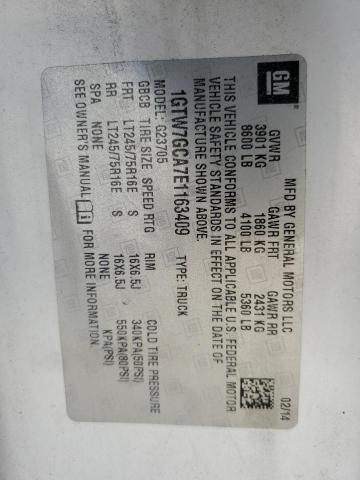 GM
MFD BY GENERAL MOTORS LLC
02/14
GVWR GAWR FRT GAWR RR
3901 KG 1860 KG 2431 KG
8600 LB 4100 LB 5360 LB
THIS VEHICLE CONFORMS TO ALL APPLICABLE U.S. FEDERAL MOTOR
VEHICLE SAFETY STANDARDS IN EFFECT ON THE DATE OF
MANUFACTURE SHOWN ABOVE.
1GTW7GCA7E1163409 TYPE: TRUCK
MODEL: G23705
GBCB TIRE SIZE SPEED RTG RIM COLD TIRE PRESSURE
FRT LT245/75R16E S 16X6.5J 340KPA(50PSI)
RR LT245/75R16E S 16X6.5J 550KPA(80PSI)
SPA NONE NONE KPA(PSI)
SEE OWNER'S MANUAL FOR MORE INFORMATION.